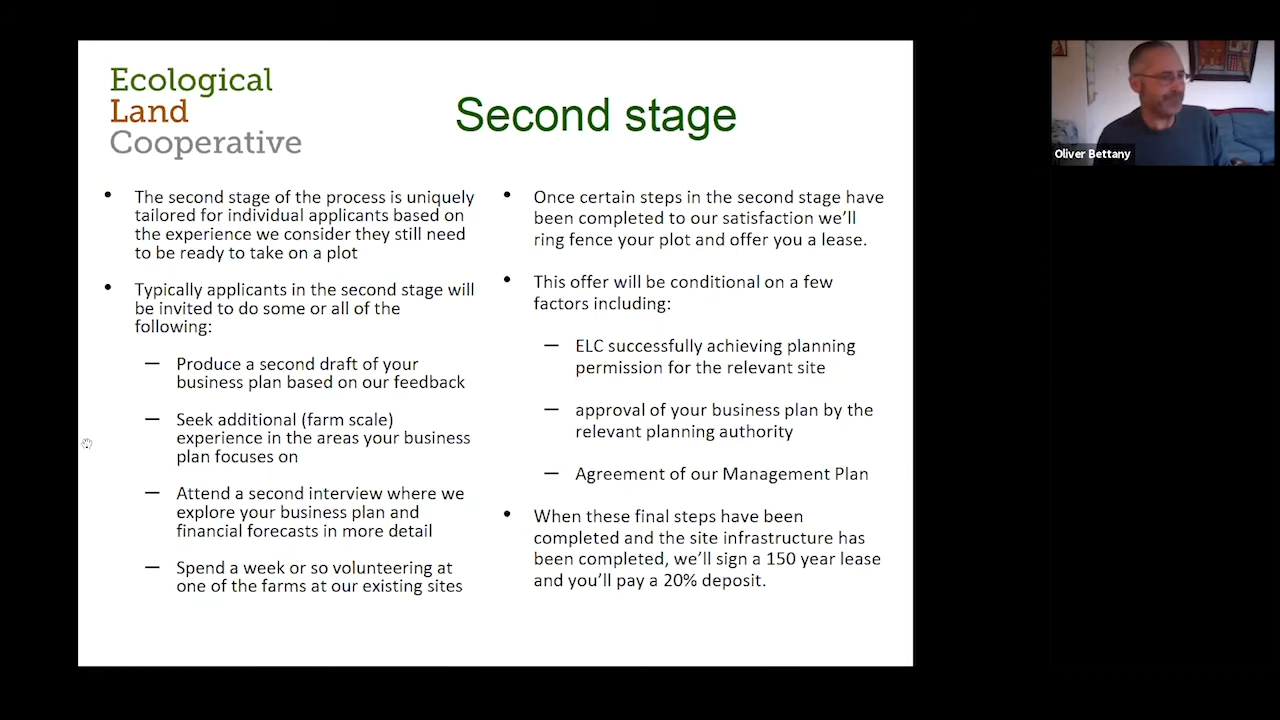 Ecological
Land
Cooperative
Second stage
• The second stage of the process is uniquely
tailored for individual applicants based on
the experience we consider they still need
to be ready to take on a plot
• Typically applicants in the second stage will
be invited to do some or all of the
following:
— Produce a second draft of your
business plan based on our feedback
— Seek additional (farm scale)
experience in the areas your business
plan focuses on
— Attend a second interview where we
explore your business plan and
financial forecasts in more detail
— Spend a week or so volunteering at
one of the farms at our existing sites
• Once certain steps in the second stage have
been completed to our satisfaction we’ll
ring fence your plot and offer you a lease.
• This offer will be conditional on a few
factors including:
— ELC successfully achieving planning
permission for the relevant site
— approval of your business plan by the
relevant planning authority
— Agreement of our Management Plan
• When these final steps have been
completed and the site infrastructure has
been completed, we’ll sign a 150 year lease
and you’ll pay a 20% deposit.
Oliver Bettany